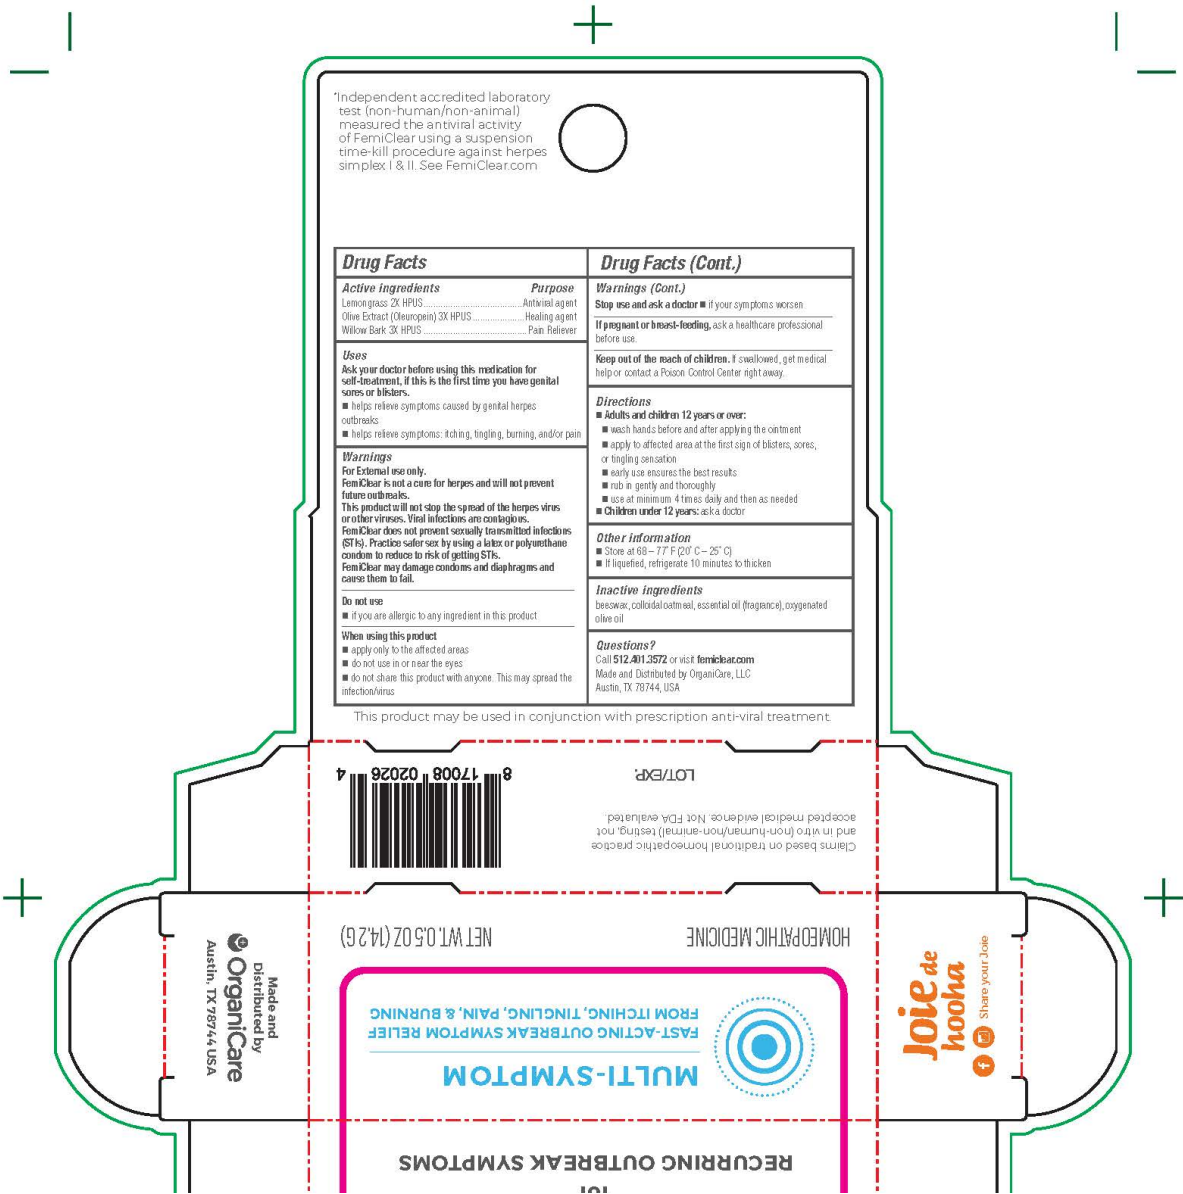 *Independent accredited laboratory
test (non-human/non-animal)
measured the antiviral activity
of FemiClear using a suspension
time-kill procedure against herpes
simplex I & II. See FemiClear.com
Drug Facts
Active ingredients Purpose
Lemongrass 2X HPUS ........ Antiviral agent
Olive Extract (Oleuropein) 3X HPUS ........ Healing agent
Willow Bark 3X HPUS ........ Pain Reliever
Uses
Ask your doctor before using this medication for
self-treatment, if this is the first time you have genital
sores or blisters.
■ helps relieve symptoms caused by genital herpes
outbreaks
■ helps relieve symptoms: itching, tingling, burning, and/or pain
Warnings
For External use only.
FemiClear is not a cure for herpes and will not prevent
future outbreaks.
This product will not stop the spread of the herpes virus
or other viruses. Viral infections are contagious.
FemiClear does not prevent sexually transmitted infections
(STIs). Practice safer sex by using a latex or polyurethane
condom to reduce to risk of getting STIs.
FemiClear may damage condoms and diaphragms and
cause them to fail.
Do not use
■ if you are allergic to any ingredient in this product
When using this product
■ apply only to the affected areas
■ do not use in or near the eyes
■ do not share this product with anyone. This may spread the
infection/virus
Drug Facts (Cont.)
Warnings (Cont.)
Stop use and ask a doctor ■ if your symptoms worsen
If pregnant or breast-feeding, ask a healthcare professional
before use.
Keep out of the reach of children. If swallowed, get medical
help or contact a Poison Control Center right away.
Directions
■ Adults and children 12 years or over:
■ wash hands before and after applying the ointment
■ apply to affected area at the first sign of blisters, sores,
or tingling sensation
■ early use ensures the best results
■ rub in gently and thoroughly
■ use at minimum 4 times daily and then as needed
■ Children under 12 years: ask a doctor
Other information
■ Store at 68 – 77˚ F (20˚ C – 25˚ C)
■ If liquefied, refrigerate 10 minutes to thicken
Inactive ingredients
beeswax, colloidal oatmeal, essential oil (fragrance), oxygenated
olive oil
Questions?
Call 512.401.3572 or visit femiclear.com
Made and Distributed by OrganiCare, LLC
Austin, TX 78744, USA
This product may be used in conjunction with prescription anti-viral treatment.
8 17008 02026 4
LOT/EXP.
Claims based on traditional homeopathic practice
and in vitro (non-human/non-animal) testing, not
accepted medical evidence. Not FDA evaluated.
HOMEOPATHIC MEDICINE
NET WT. 0.5 OZ (14.2 G)
Made and
Distributed by
OrganiCare
Austin, TX 78744 USA
Joie de
hooha
Share your Joie
for
RECURRING OUTBREAK SYMPTOMS
MULTI-SYMPTOM
FAST-ACTING OUTBREAK SYMPTOM RELIEF
FROM ITCHING, TINGLING, PAIN, & BURNING